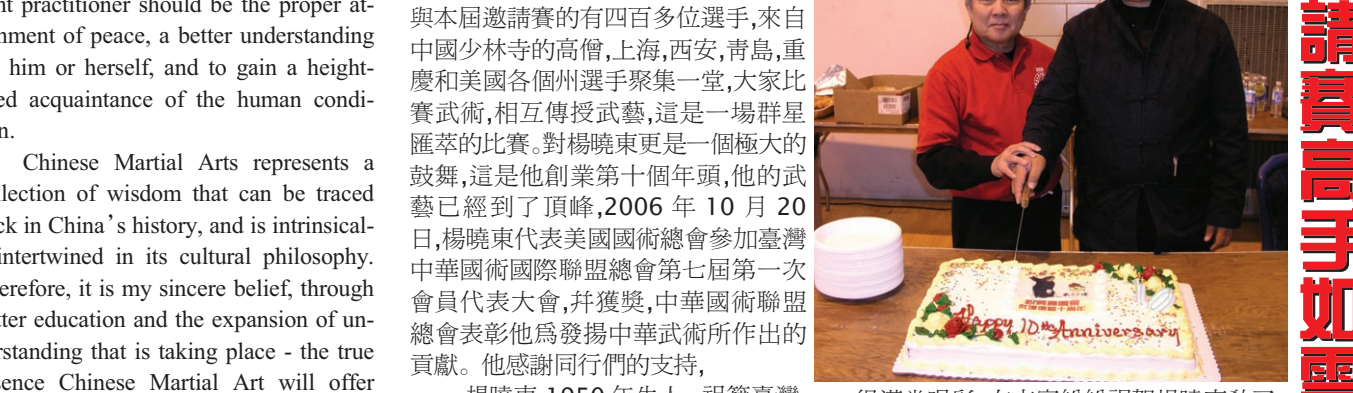 nt practitioner should be the proper at-
nment of peace, a better understanding
him or herself, and to gain a height-
ed acquaintance of the human condi-
n.
Chinese Martial Arts represents a
llection of wisdom that can be traced
ck in China's history, and is intrinsical-
intertwined in its cultural philosophy.
erefore, it is my sincere belief, through
tter education and the expansion of un-
rstanding that is taking place - the true
sence Chinese Martial Art will offer
與本屆邀請賽的有四百多位選手,來自
中國少林寺的高僧,上海,西安,青島,重
慶和美國各個州選手聚集一堂,大家比
賽武術,相互傳授武藝,這是一場群星
匯萃的比賽。對楊曉東更是一個極大的
鼓舞,這是他創業第十個年頭,他的武
藝已經到了頂峰,2006 年 10 月 20
日,楊曉東代表美國國術總會參加臺灣
中華國術國際聯盟總會第七屆第一次
會員代表大會,幷獲獎,中華國術聯盟
總會表彰他爲發揚中華武術所作出的
貢獻。他感謝同行們的支持,
楊曉東 1950 年生人,祖籍臺灣
Happy 10th Anniversary
請賽高手如雲